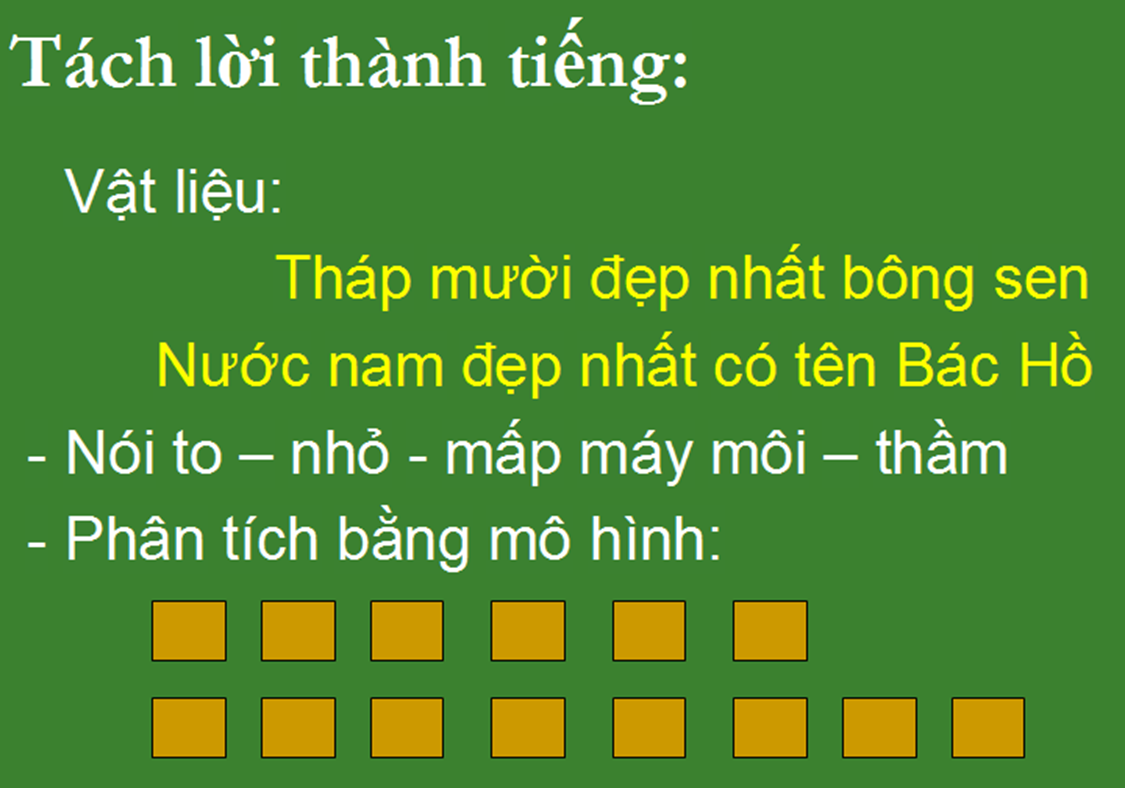 Tách lời thành tiếng:
Vật liệu:
Tháp mười đẹp nhất bông sen
Nước nam đẹp nhất có tên Bác Hồ
- Nói to – nhỏ - mấp máy môi – thầm
- Phân tích bằng mô hình: